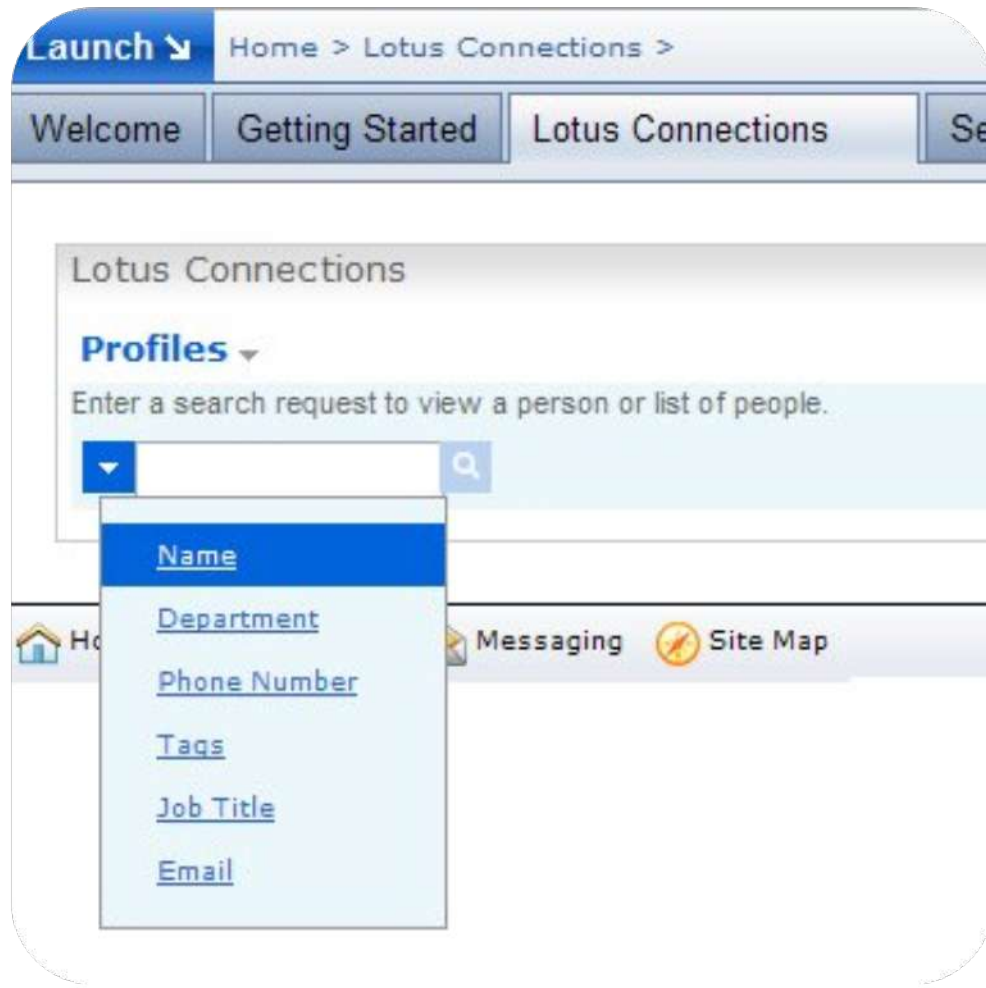 Launch Home > Lotus Connections >
Welcome Getting Started Lotus Connections
Lotus Connections
Profiles
Enter a search request to view a person or list of people.
Name
Department
Messaging Site Map
Phone Number
Tags
Job Title
Email